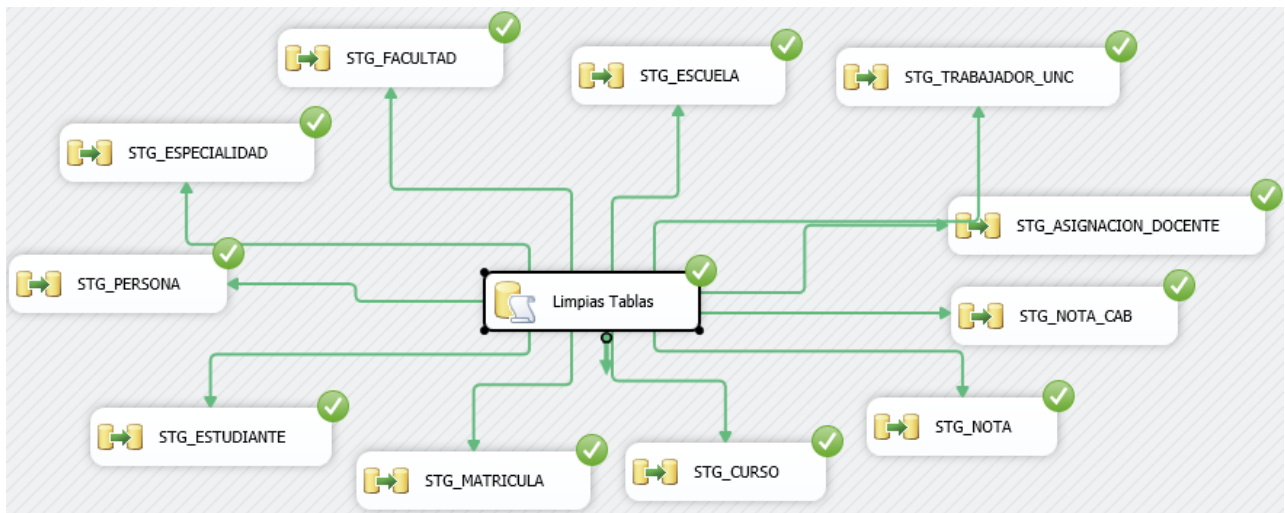 STG_FACULTAD
STG_ESCUELA
STG_TRABAJADOR_UNC
STG_ESPECIALIDAD
STG_ASIGNACION_DOCENTE
STG_PERSONA
Limpias Tablas
STG_NOTA_CAB
STG_ESTUDIANTE
STG_NOTA
STG_MATRICULA
STG_CURSO